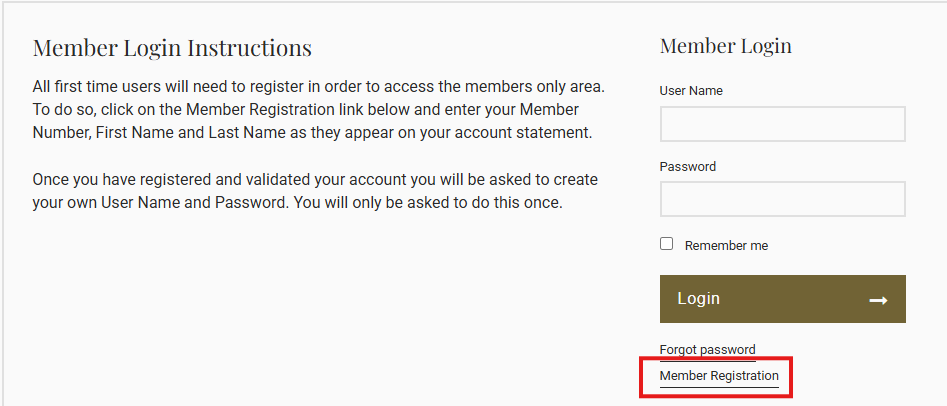 Member Login Instructions
All first time users will need to register in order to access the members only area.
To do so, click on the Member Registration link below and enter your Member
Number, First Name and Last Name as they appear on your account statement.
Once you have registered and validated your account you will be asked to create
your own User Name and Password. You will only be asked to do this once.
Member Login
User Name
Password
Remember me
Login
Forgot password
Member Registration